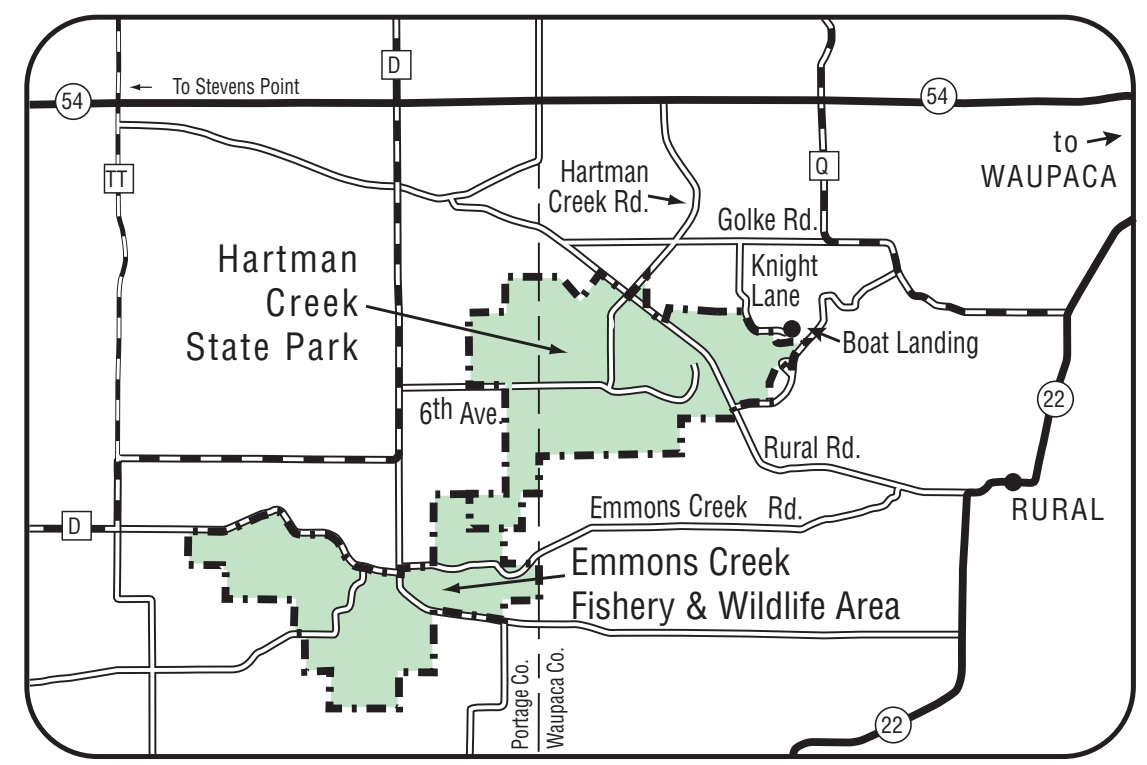 D
To Stevens Point
54
54
to
WAUPACA
TT
Q
Hartman
Creek Rd.
Golke Rd.
Hartman
Creek
State Park
Knight
Lane
Boat Landing
6th Ave.
22
Rural Rd.
Emmons Creek Rd.
RURAL
D
Emmons Creek
Fishery & Wildlife Area
Portage Co.
Waupaca Co.
22